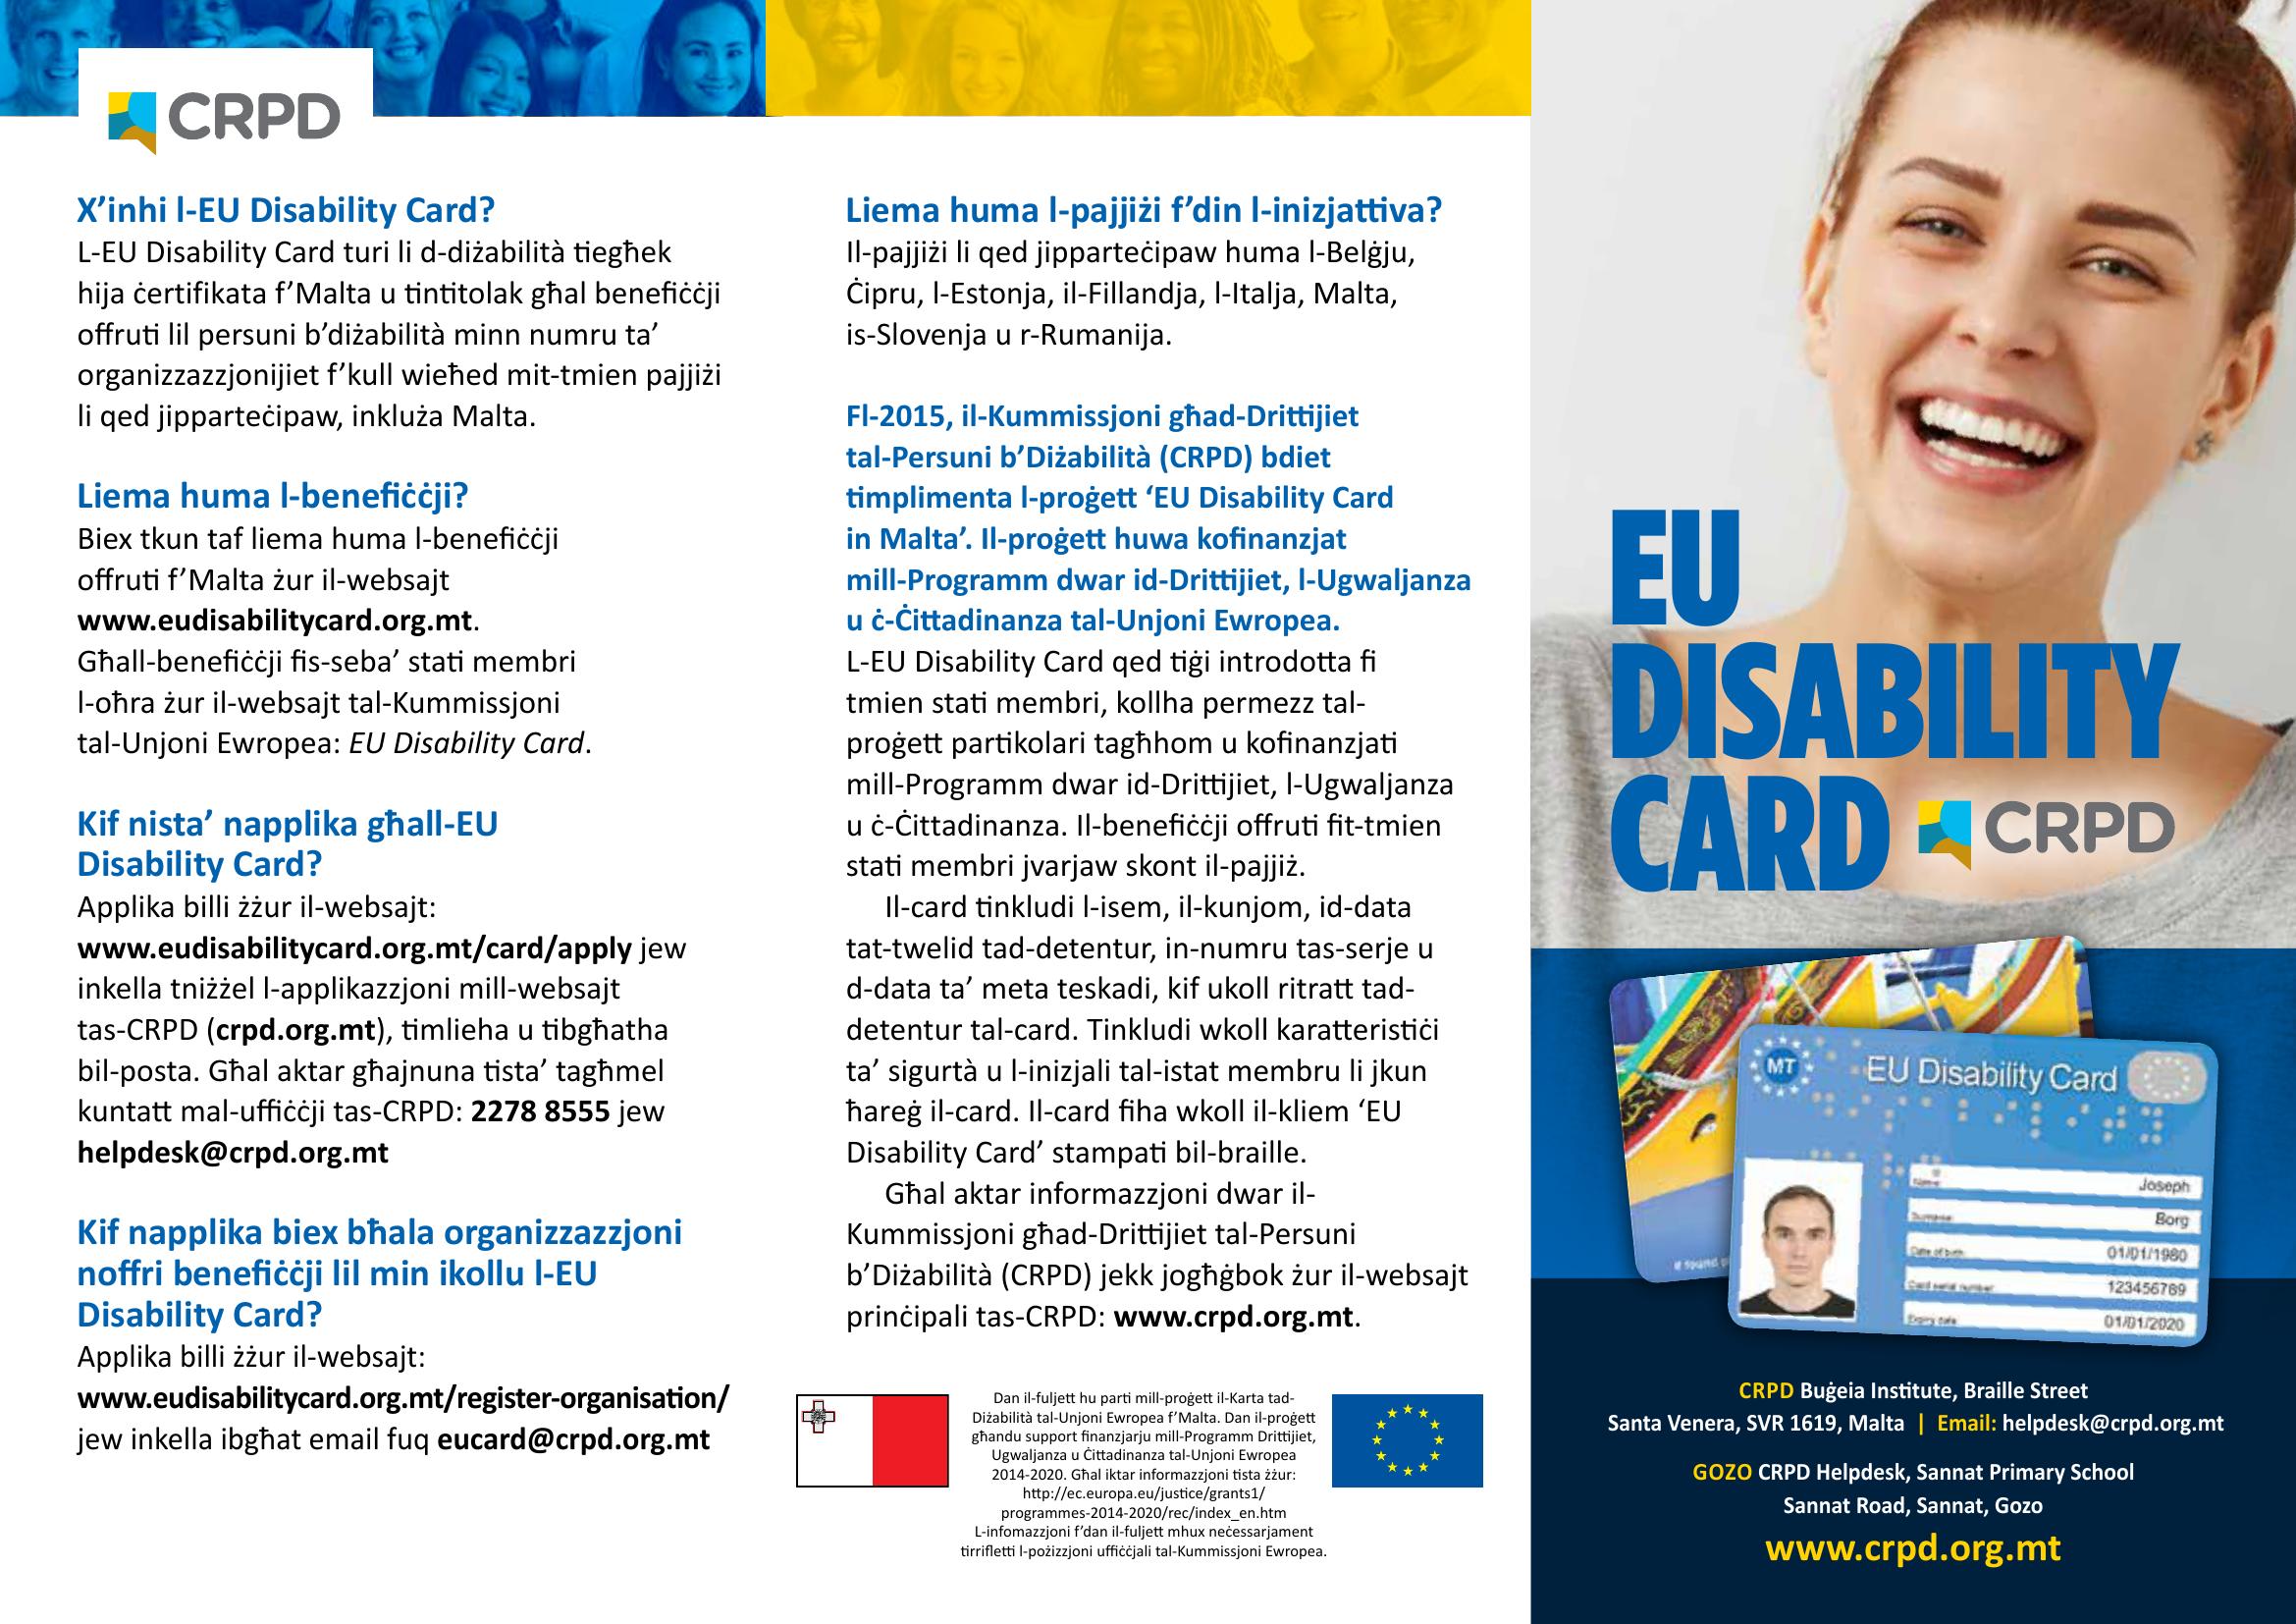 CRPD
X’inhi l-EU Disability Card?
L-EU Disability Card turi li d-diżabilità tiegħek
hija ċertifikata f’Malta u tintitolak għal benefiċċji
offruti lil persuni b’diżabilità minn numru ta’
organizzazzjonijiet f’kull wieħed mit-tmien pajjiżi
li qed jipparteċipaw, inkluża Malta.
Liema huma l-benefiċċji?
Biex tkun taf liema huma l-benefiċċji
offruti f’Malta żur il-websajt
www.eudisabilitycard.org.mt.
Għall-benefiċċji fis-seba’ stati membri
l-oħra żur il-websajt tal-Kummissjoni
tal-Unjoni Ewropea: EU Disability Card.
Kif nista’ napplika għall-EU
Disability Card?
Applika billi żżur il-websajt:
www.eudisabilitycard.org.mt/card/apply jew
inkella tniżżel l-applikazzjoni mill-websajt
tas-CRPD (crpd.org.mt), timlieha u tibgħatha
bil-posta. Għal aktar għajnuna tista’ tagħmel
kuntatt mal-uffiċċji tas-CRPD: 2278 8555 jew
helpdesk@crpd.org.mt
Kif napplika biex bħala organizzazzjoni
noffri benefiċċji lil min ikollu l-EU
Disability Card?
Applika billi żżur il-websajt:
www.eudisabilitycard.org.mt/register-organisation/
jew inkella ibgħat email fuq eucard@crpd.org.mt
Liema huma l-pajjiżi f’din l-inizjattiva?
Il-pajjiżi li qed jipparteċipaw huma l-Belġju,
Ċipru, l-Estonja, il-Fillandja, l-Italja, Malta,
is-Slovenja u r-Rumanija.
Fl-2015, il-Kummissjoni għad-Drittijiet
tal-Persuni b’Diżabilità (CRPD) bdiet
timplimenta l-proġett ‘EU Disability Card
in Malta’. Il-proġett huwa kofinanzjat
mill-Programm dwar id-Drittijiet, l-Ugwaljanza
u ċ-Ċittadinanza tal-Unjoni Ewropea.
L-EU Disability Card qed tiġi introdotta fi
tmien stati membri, kollha permezz tal-
proġett partikolari tagħhom u kofinanzjati
mill-Programm dwar id-Drittijiet, l-Ugwaljanza
u ċ-Ċittadinanza. Il-benefiċċji offruti fit-tmien
stati membri jvarjaw skont il-pajjiż.
Il-card tinkludi l-isem, il-kunjom, id-data
tat-twelid tad-detentur, in-numru tas-serje u
d-data ta’ meta teskadi, kif ukoll ritratt tad-
detentur tal-card. Tinkludi wkoll karatteristiċi
ta’ sigurtà u l-inizjali tal-istat membru li jkun
ħareġ il-card. Il-card fiha wkoll il-kliem ‘EU
Disability Card’ stampati bil-braille.
Għal aktar informazzjoni dwar il-
Kummissjoni għad-Drittijiet tal-Persuni
b’Diżabilità (CRPD) jekk jogħġbok żur il-websajt
prinċipali tas-CRPD: www.crpd.org.mt.
Dan il-fuljett hu parti mill-proġett il-Karta tad-
Diżabilità tal-Unjoni Ewropea f’Malta. Dan il-proġett
għandu support finanzjarju mill-Programm Drittijiet,
Ugwaljanza u Ċittadinanza tal-Unjoni Ewropea
2014-2020. Għal iktar informazzjoni tista żżur:
http://ec.europa.eu/justice/grants1/
programmes-2014-2020/rec/index_en.htm
L-infomazzjoni f’dan il-fuljett mhux neċessarjament
tirrifletti l-pożizzjoni uffiċċjali tal-Kummissjoni Ewropea.
EU
DISABILITY
CARD
CRPD
MT
EU Disability Card
Name: Joseph
Surname: Borg
Date of birth: 01/01/1980
Card serial number: 123456789
Expiry date 01/01/2020
CRPD Buġeia Institute, Braille Street
Santa Venera, SVR 1619, Malta | Email: helpdesk@crpd.org.mt
GOZO CRPD Helpdesk, Sannat Primary School
Sannat Road, Sannat, Gozo
www.crpd.org.mt